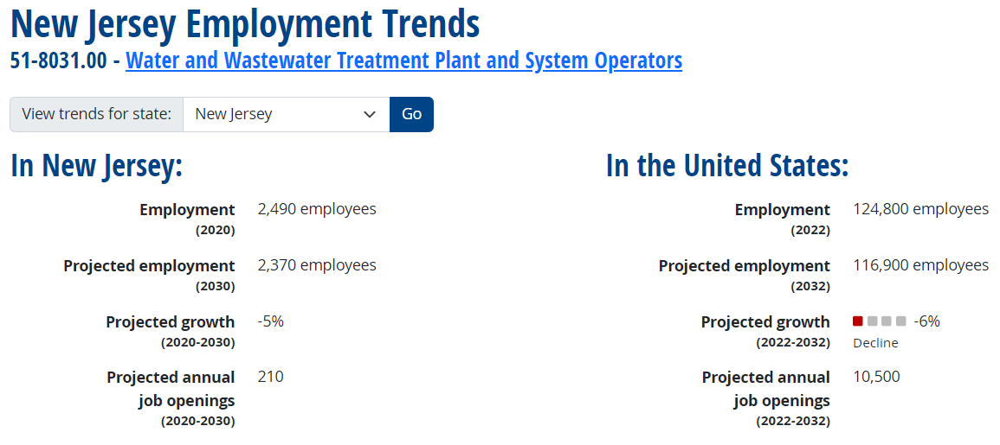 New Jersey Employment Trends
51-8031.00 - Water and Wastewater Treatment Plant and System Operators
View trends for state: New Jersey Go
In New Jersey:
Employment 2,490 employees
(2020)
Projected employment 2,370 employees
(2030)
Projected growth -5%
(2020-2030)
Projected annual 210
job openings
(2020-2030)
In the United States:
Employment 124,800 employees
(2022)
Projected employment 116,900 employees
(2032)
Projected growth -6%
(2022-2032) Decline
Projected annual 10,500
job openings
(2022-2032)